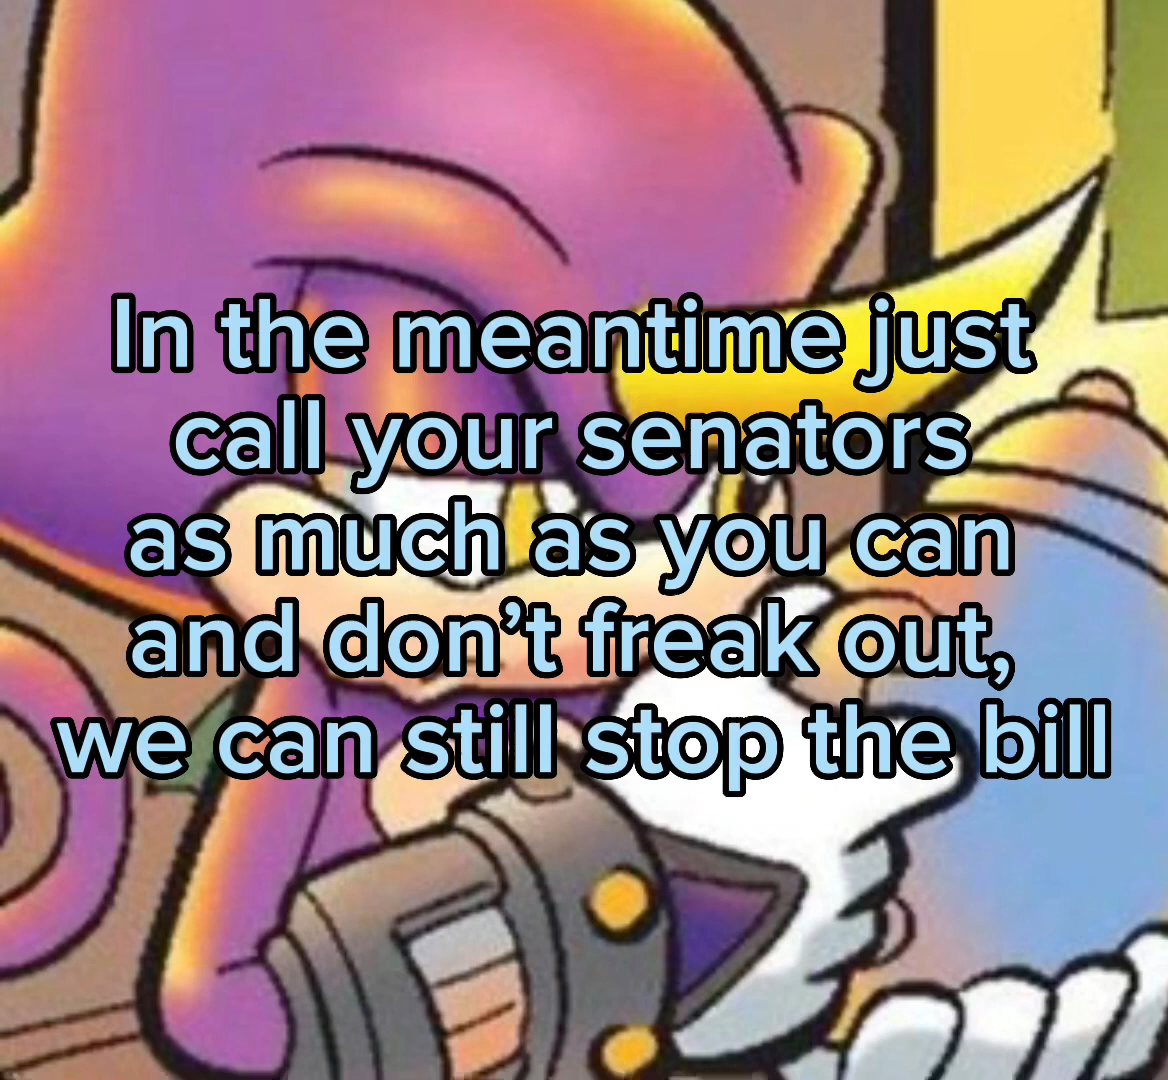 In the meantime just
call your senators
as much as you can
and don’t freak out,
we can still stop the bill